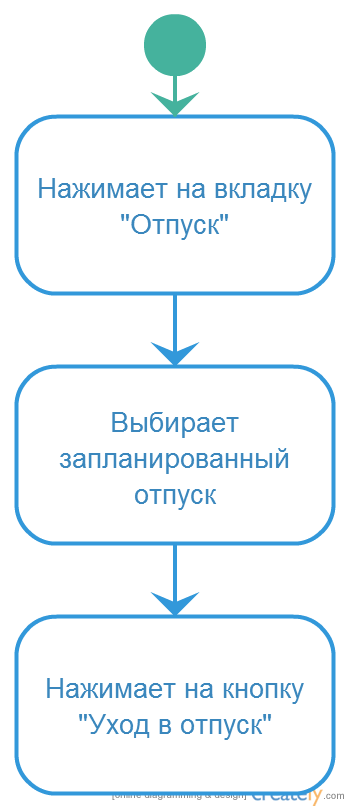 Нажимает на вкладку
"Отпуск"
Выбирает
запланированный
отпуск
Нажимает на кнопку
"Уход в отпуск"
[online diagramming & design] creately.com